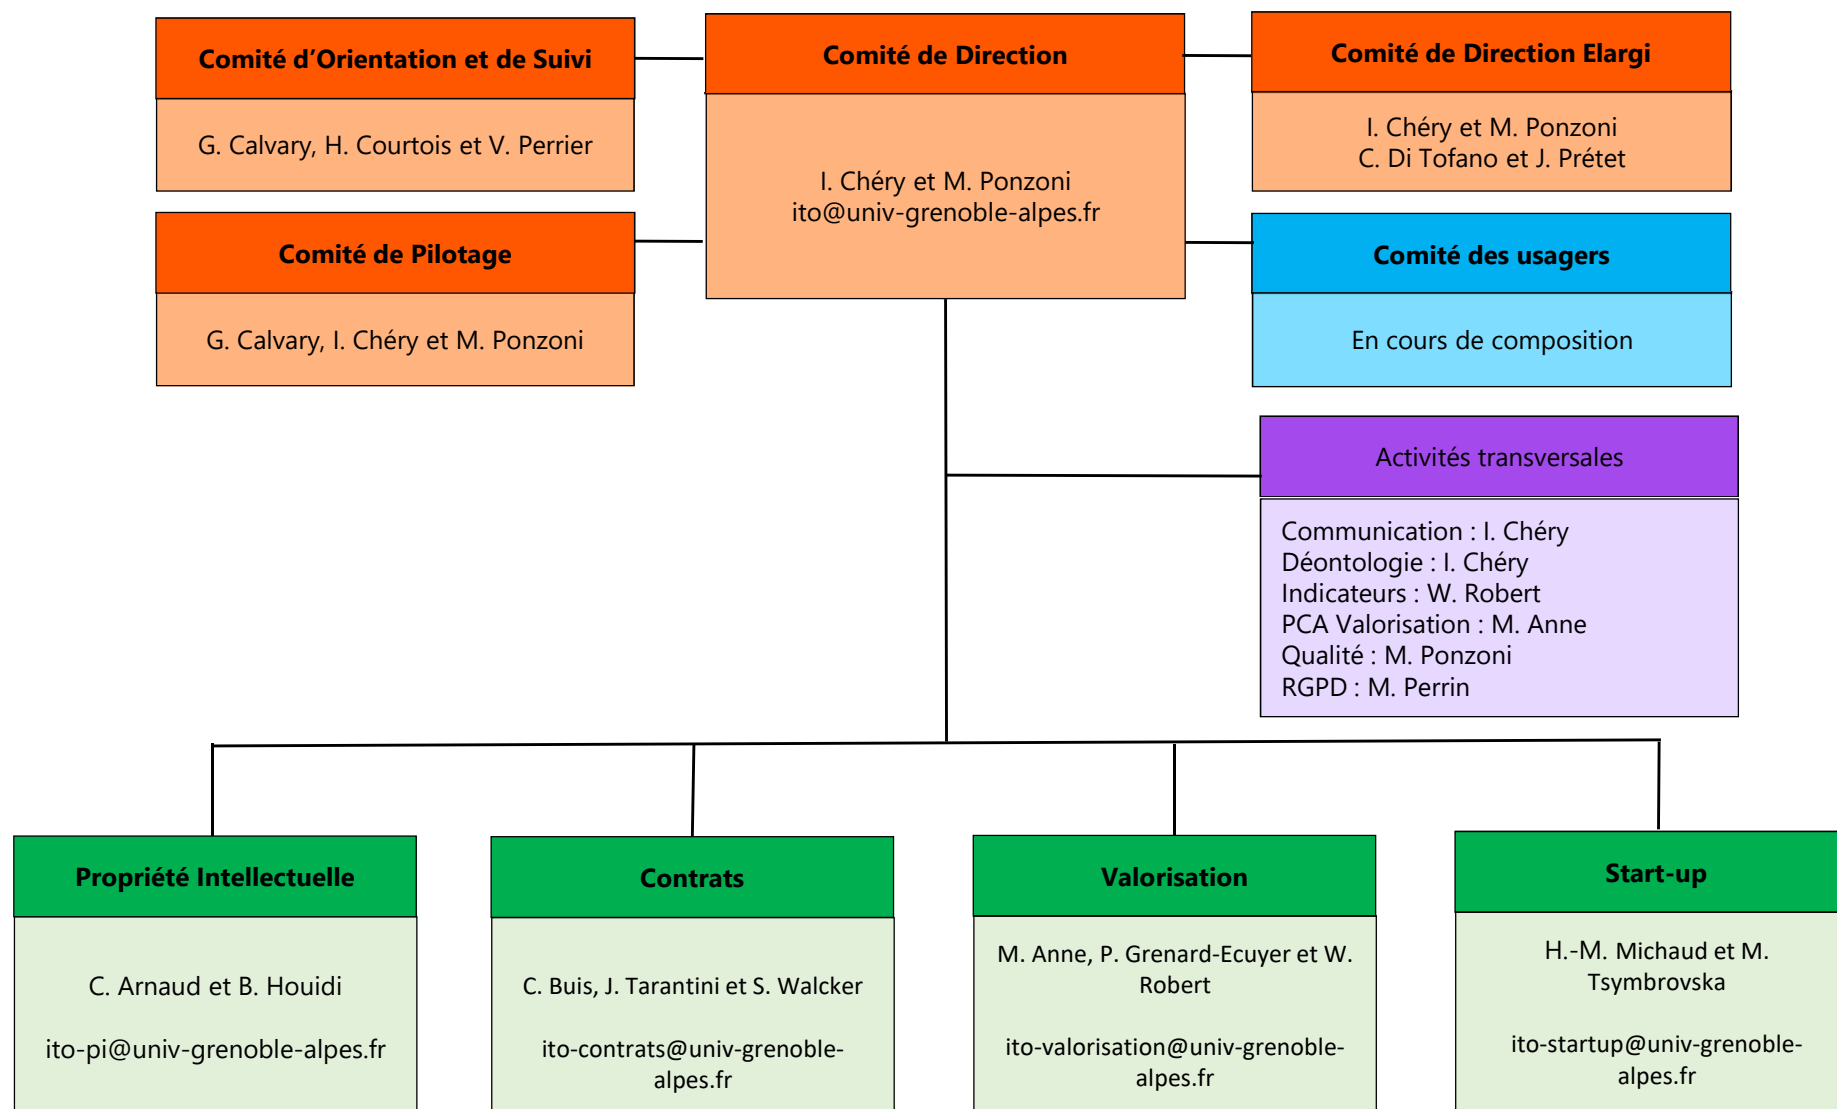 Comité d’Orientation et de Suivi
G. Calvary, H. Courtois et V. Perrier
Comité de Direction
I. Chéry et M. Ponzoni
ito@univ-grenoble-alpes.fr
Comité de Direction Elargi
I. Chéry et M. Ponzoni
C. Di Tofano et J. Prétet
Comité de Pilotage
G. Calvary, I. Chéry et M. Ponzoni
Comité des usagers
En cours de composition
Activités transversales
Communication : I. Chéry
Déontologie : I. Chéry
Indicateurs : W. Robert
PCA Valorisation : M. Anne
Qualité : M. Ponzoni
RGPD : M. Perrin
Propriété Intellectuelle
C. Arnaud et B. Houidi
ito-pi@univ-grenoble-alpes.fr
Contrats
C. Buis, J. Tarantini et S. Walcker
ito-contrats@univ-grenoble-
alpes.fr
Valorisation
M. Anne, P. Grenard-Ecuyer et W.
Robert
ito-valorisation@univ-grenoble-
alpes.fr
Start-up
H.-M. Michaud et M.
Tsymbrovska
ito-startup@univ-grenoble-
alpes.fr